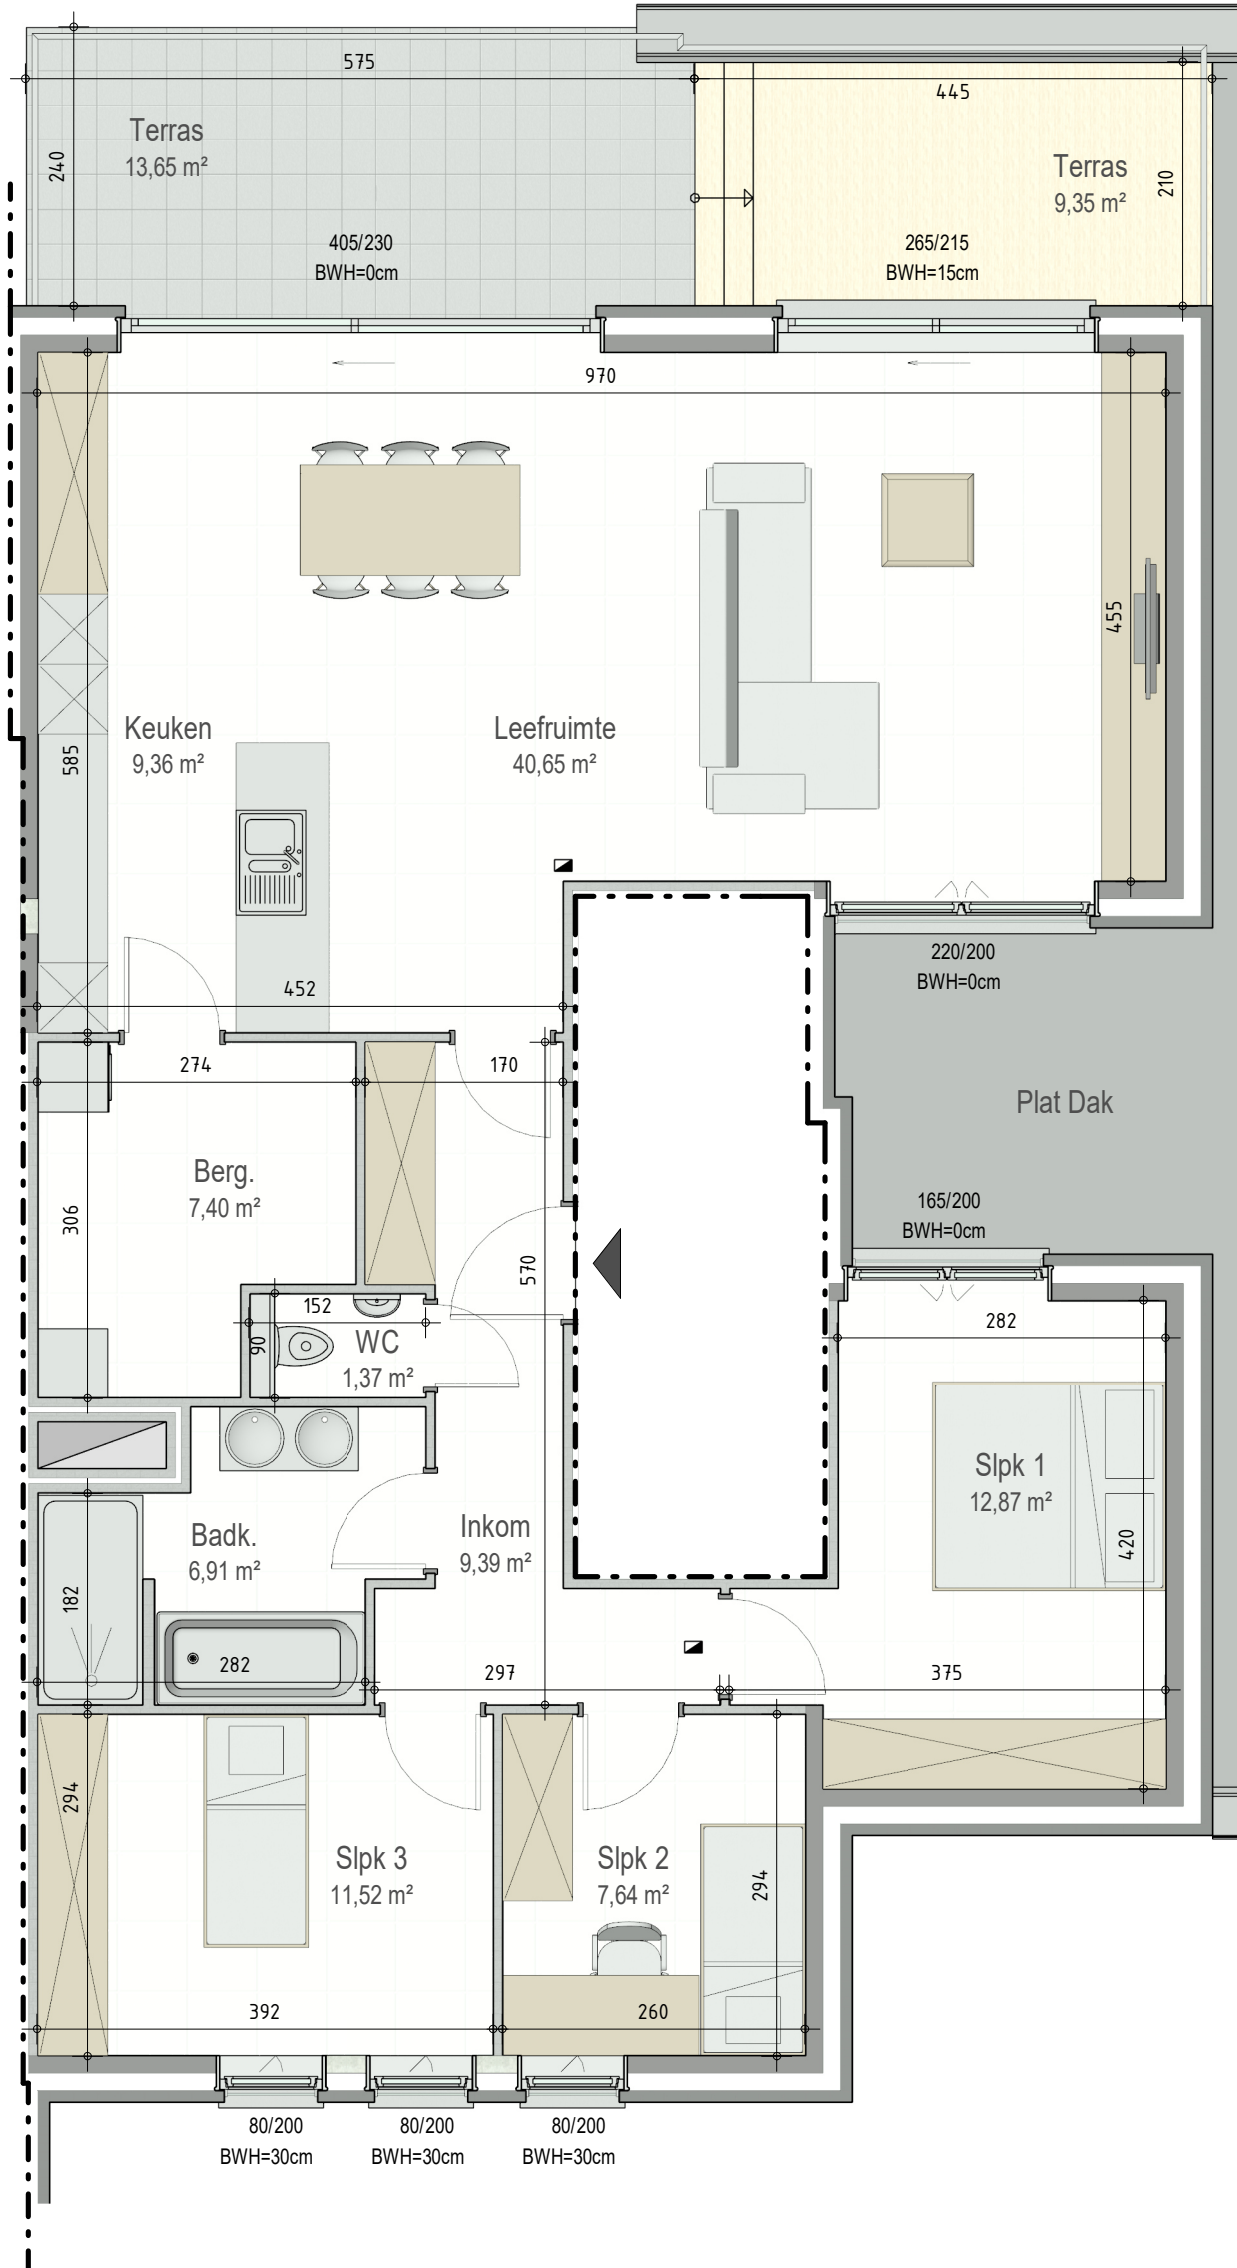 575
445
Terras
13,65 m²
240
Terras
9,35 m²
210
405/230
BWH=0cm
265/215
BWH=15cm
970
455
Keuken
9,36 m²
585
Leefruimte
40,65 m²
452
220/200
BWH=0cm
274
170
Plat Dak
Berg.
7,40 m²
306
165/200
BWH=0cm
570
152
90
WC
1,37 m²
282
Slpk 1
12,87 m²
420
Badk.
6,91 m²
Inkom
9,39 m²
182
282
297
375
294
Slpk 3
11,52 m²
Slpk 2
7,64 m²
294
392
260
80/200
BWH=30cm
80/200
BWH=30cm
80/200
BWH=30cm